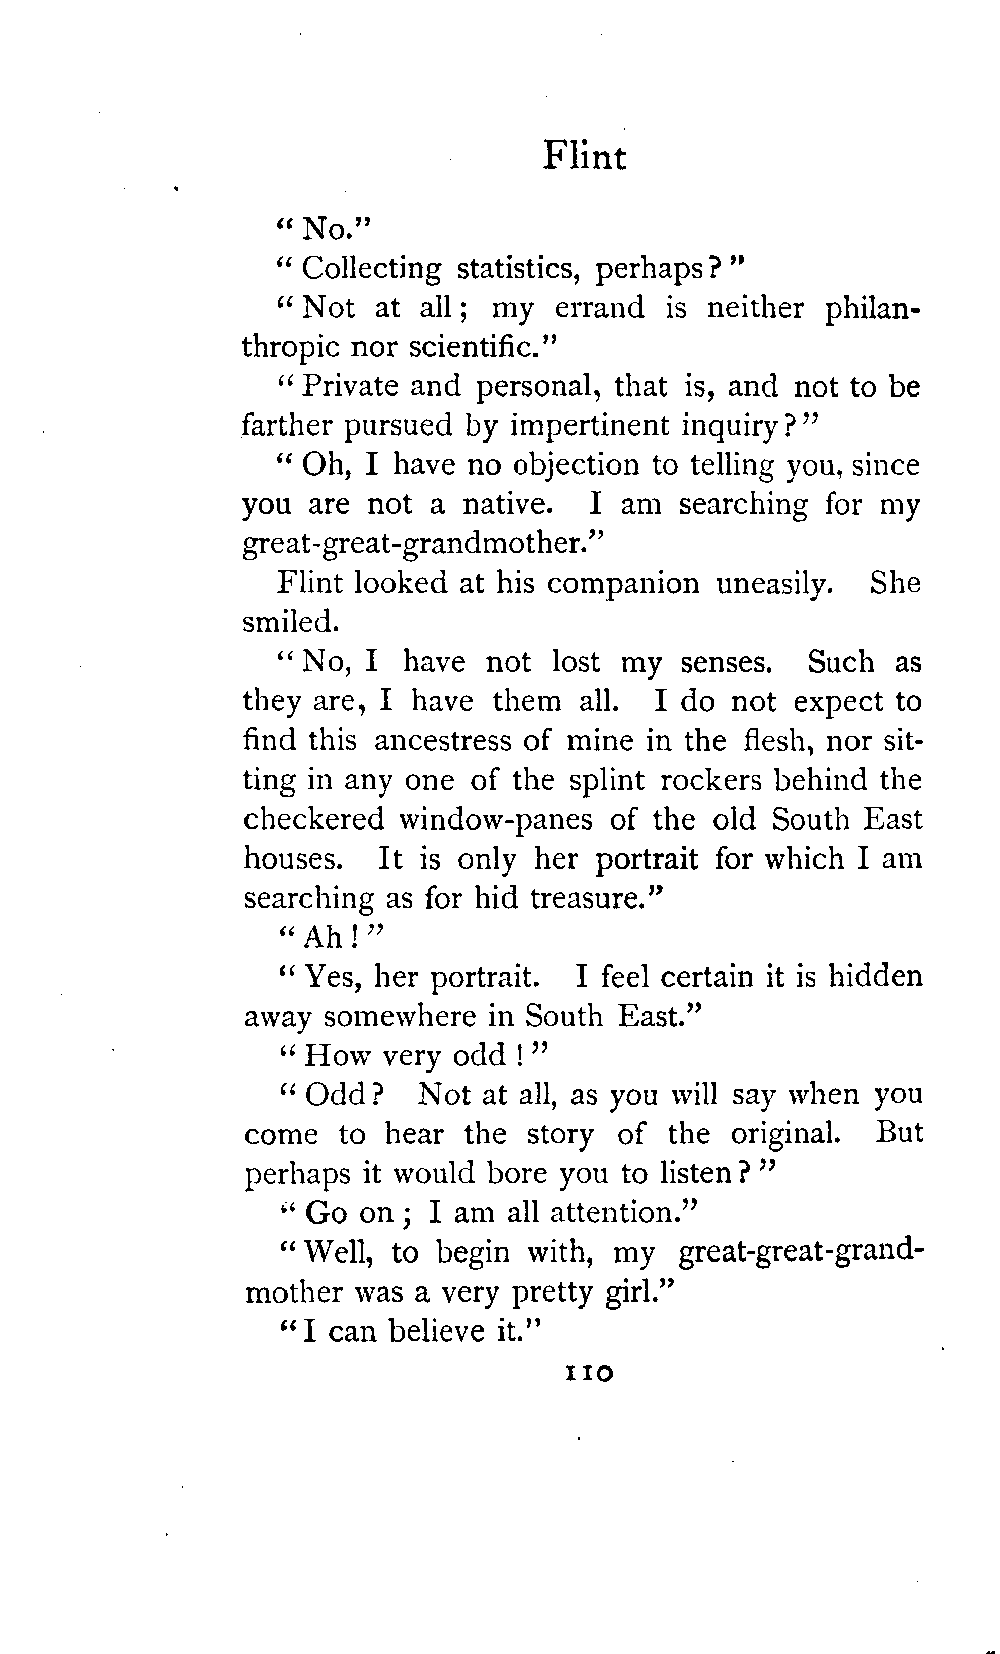 Flint
“ No.”
“ Collecting statistics, perhaps ? ”
“ Not at all ; my errand is neither philan-
thropic nor scientific.”
“ Private and personal, that is, and not to be
farther pursued by impertinent inquiry ? ”
“ Oh, I have no objection to telling you, since
you are not a native. I am searching for my
great-great-grandmother.”
Flint looked at his companion uneasily. She
smiled.
“ No, I have not lost my senses. Such as
they are, I have them all. I do not expect to
find this ancestress of mine in the flesh, nor sit-
ting in any one of the splint rockers behind the
checkered window-panes of the old South East
houses. It is only her portrait for which I am
searching as for hid treasure.”
“ Ah ! ”
“ Yes, her portrait. I feel certain it is hidden
away somewhere in South East.”
“ How very odd ! ”
“ Odd ? Not at all, as you will say when you
come to hear the story of the original. But
perhaps it would bore you to listen ? ”
“ Go on ; I am all attention.”
“ Well, to begin with, my great-great-grand-
mother was a very pretty girl.”
“ I can believe it.”
110